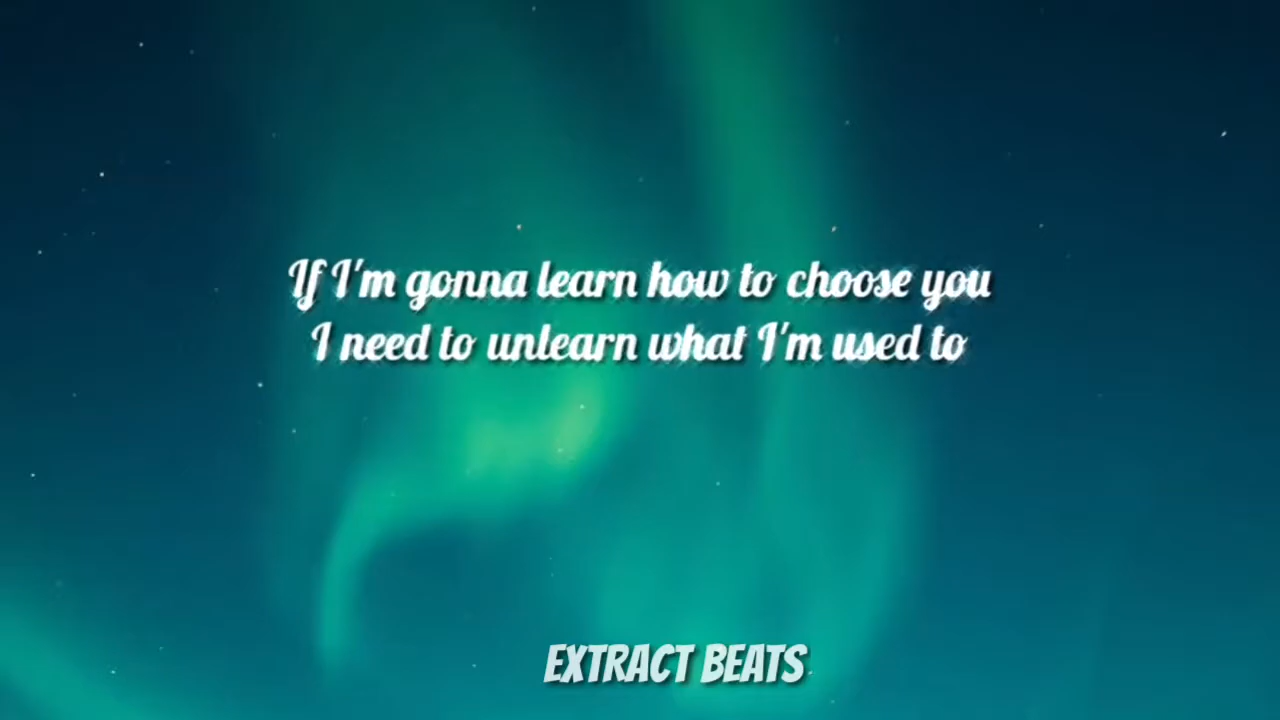 If I'm gonna learn how to choose you
I need to unlearn what I'm used to
EXTRACT BEATS